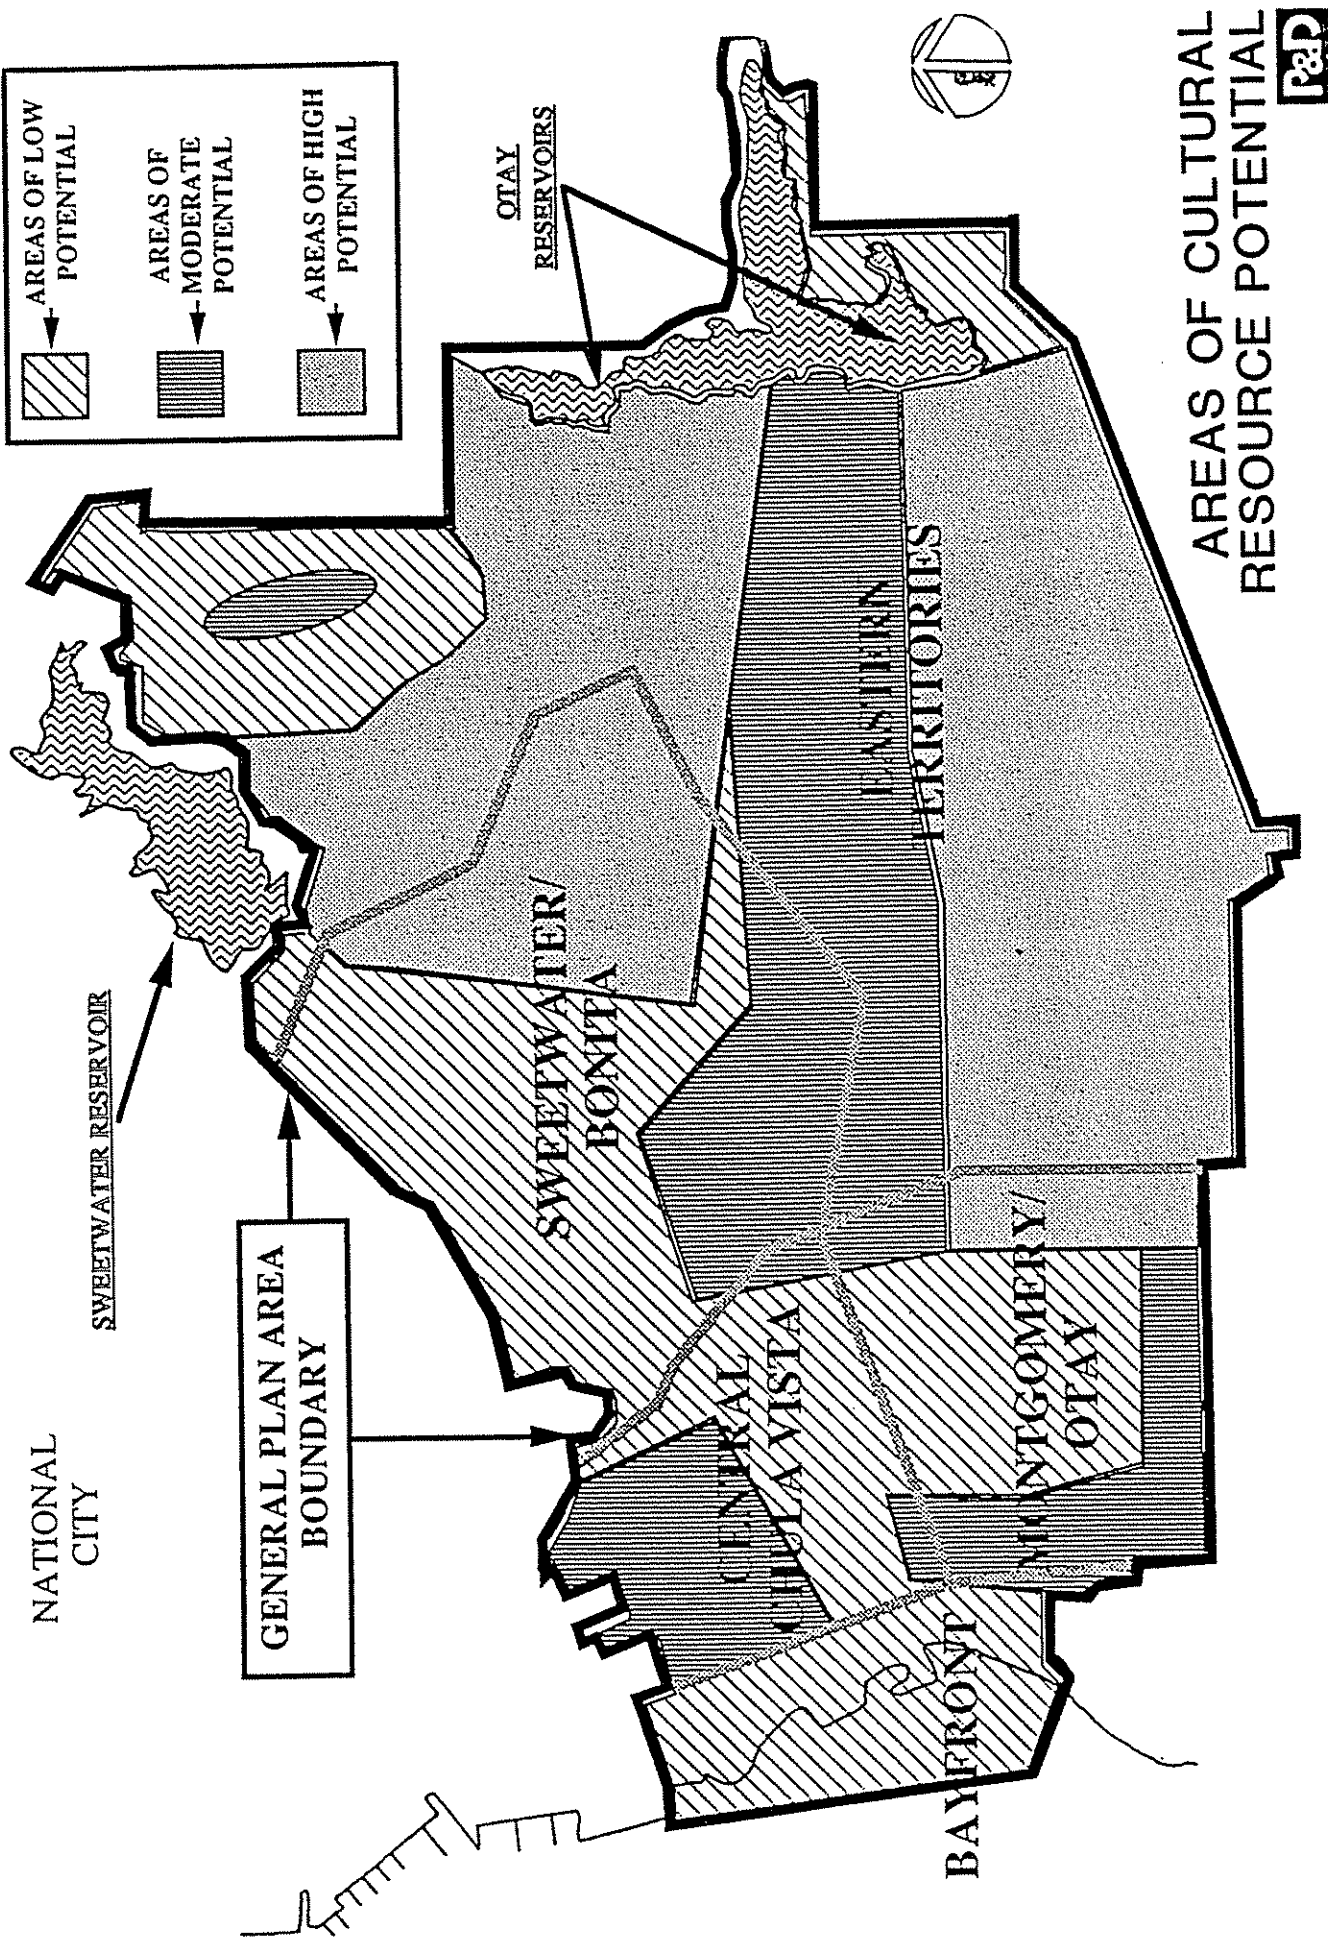 NATIONAL
CITY
SWEETWATER RESERVOIR
GENERAL PLAN AREA
BOUNDARY
AREAS OF LOW
POTENTIAL
AREAS OF
MODERATE
POTENTIAL
AREAS OF HIGH
POTENTIAL
OTAY
RESERVOIRS
SWEETWATER/
BONITA
CENTRAL
CHULA VISTA
EASTERN
TERRITORIES
MONTGOMERY/
OTAY
BAYFRONT
AREAS OF CULTURAL
RESOURCE POTENTIAL
P&D